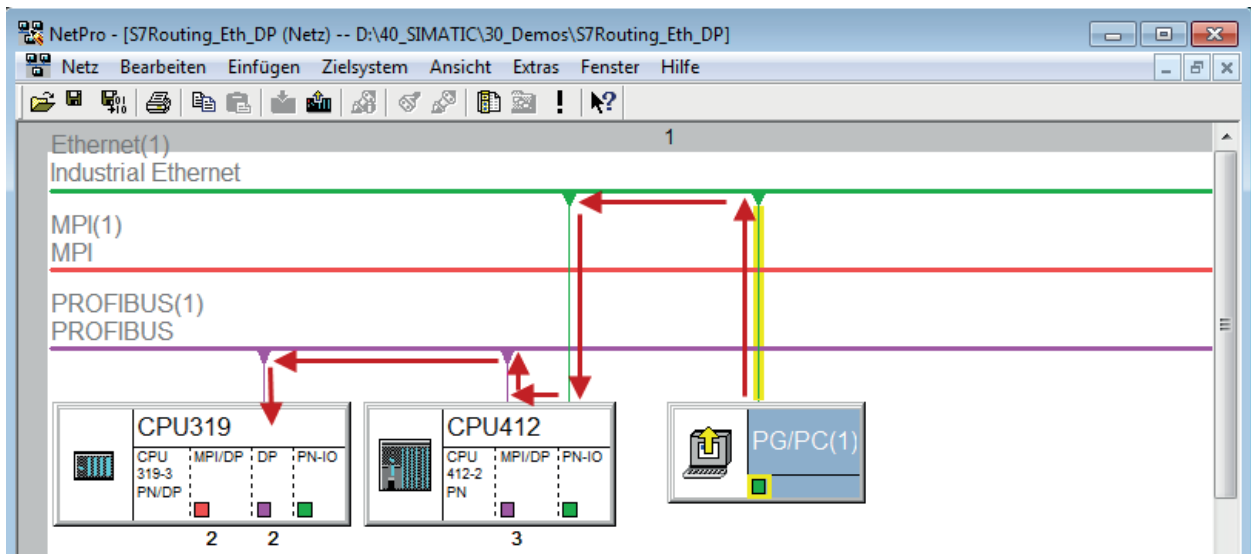 NetPro - [S7Routing_Eth_DP (Netz) -- D:\40_SIMATIC\30_Demos\S7Routing_Eth_DP]
Netz Bearbeiten Einfügen Zielsystem Ansicht Extras Fenster Hilfe
1
Ethernet(1)
Industrial Ethernet
MPI(1)
MPI
PROFIBUS(1)
PROFIBUS
CPU319
CPU
319-3
PN/DP
MPI/DP
DP
PN-IO
2
2
CPU412
CPU
412-2
PN
MPI/DP
PN-IO
3
PG/PC(1)